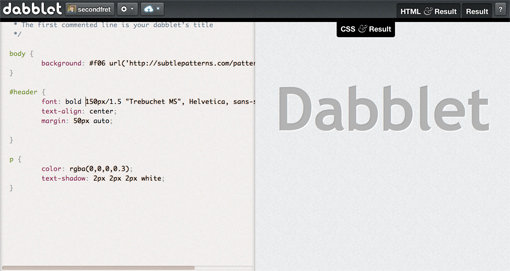 dabblet
secondfret
HTML & Result
Result
?
CSS & Result
* The first commented line is your dabblet's title
*/
body {
background: #f06 url('http://subtlepatterns.com/patter
}
#header {
font: bold 150px/1.5 "Trebuchet MS", Helvetica, sans-s
text-align: center;
margin: 50px auto;
}
p {
color: rgba(0,0,0,0.3);
text-shadow: 2px 2px 2px white;
}
Dabblet